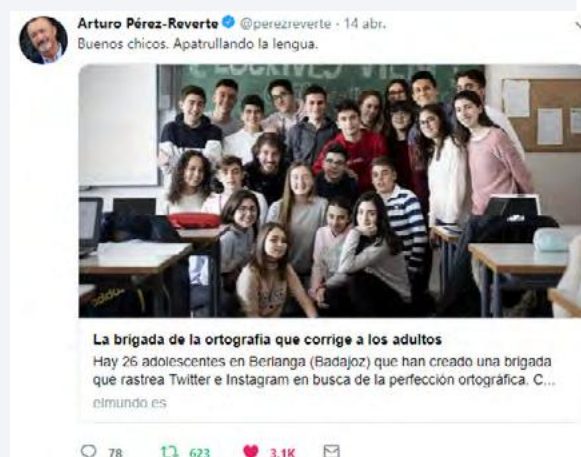 Arturo Pérez-Reverte @perezreverte · 14 abr.
Buenos chicos. Apatrullando la lengua.
La brigada de la ortografía que corrige a los adultos
Hay 26 adolescentes en Berlanga (Badajoz) que han creado una brigada
que rastrea Twitter e Instagram en busca de la perfección ortográfica. C...
elmundo.es
78 623 3.1K